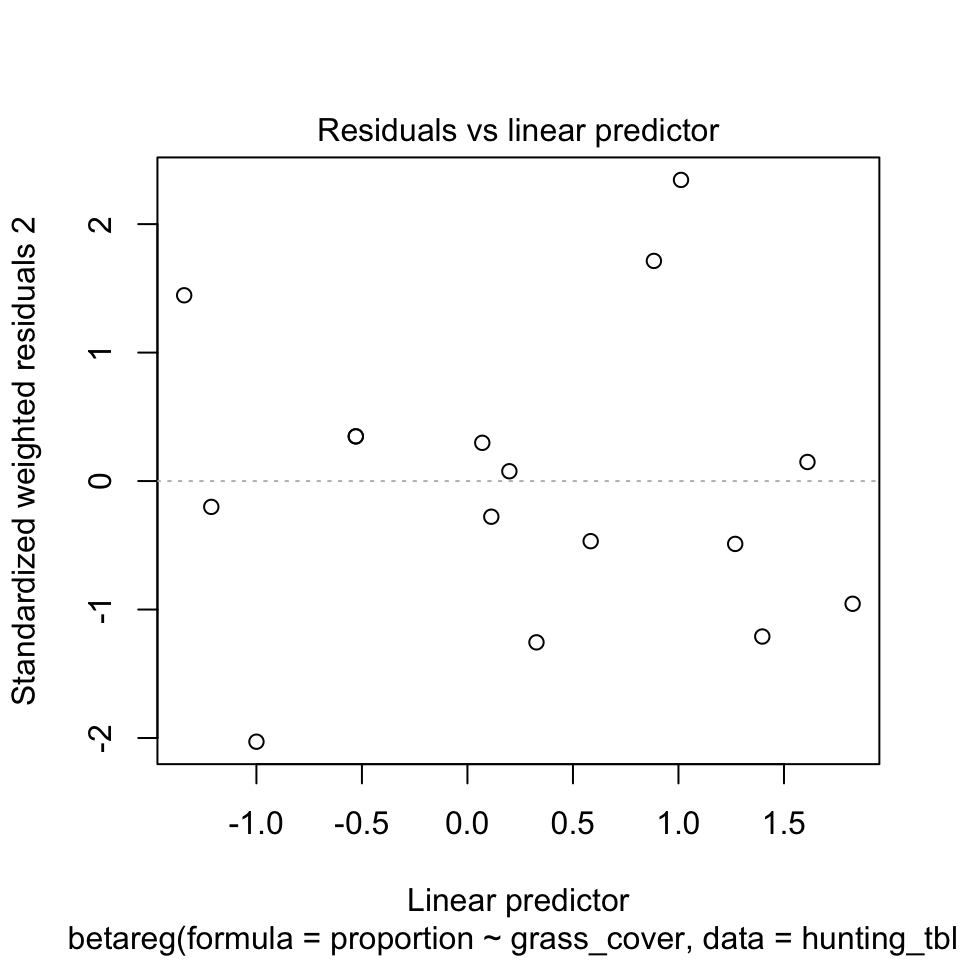 Residuals vs linear predictor
Standardized weighted residuals 2
2
1
0
-1
-2
-1.0 -0.5 0.0 0.5 1.0 1.5
Linear predictor
betareg(formula = proportion ~ grass_cover, data = hunting_tbl